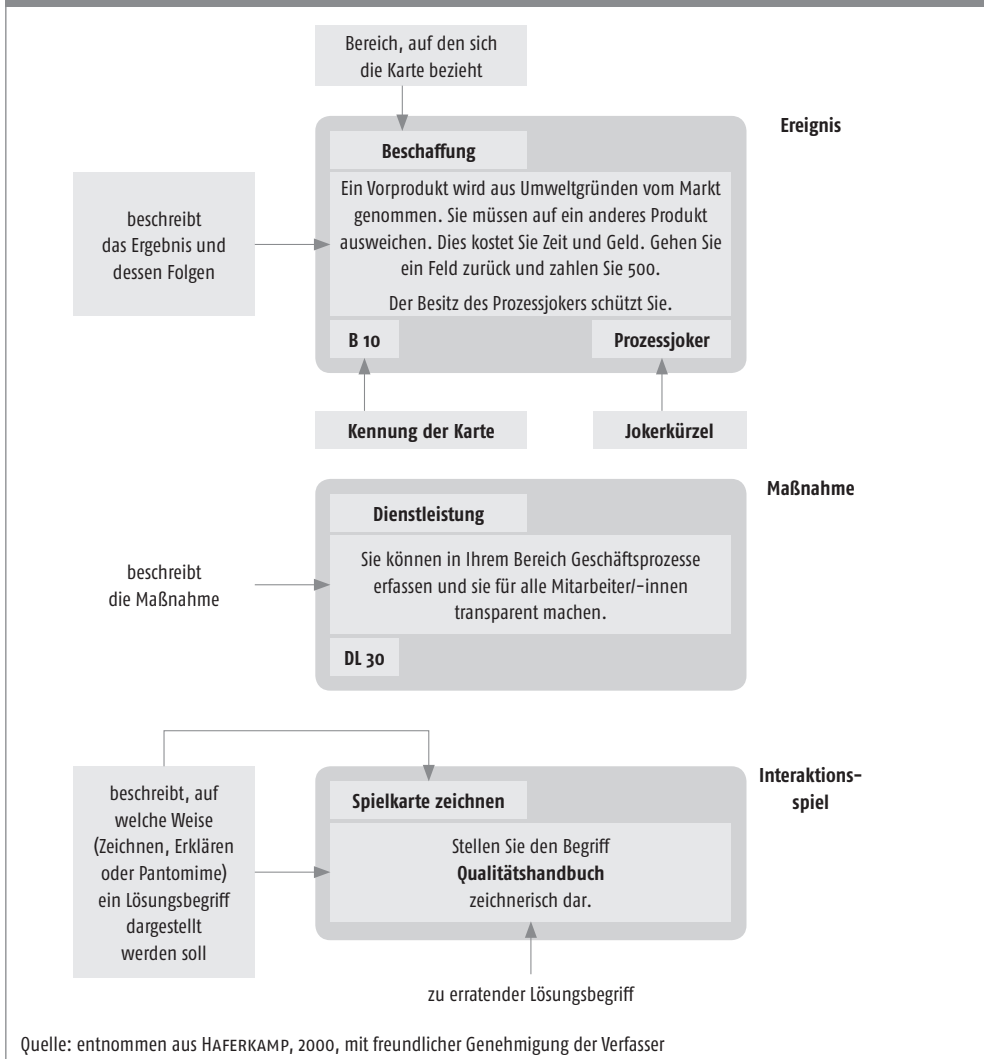 Bereich, auf den sich
die Karte bezieht
Ereignis
Beschaffung
beschreibt
das Ergebnis und
dessen Folgen
Ein Vorprodukt wird aus Umweltgründen vom Markt
genommen. Sie müssen auf ein anderes Produkt
ausweichen. Dies kostet Sie Zeit und Geld. Gehen Sie
ein Feld zurück und zahlen Sie 500.
Der Besitz des Prozessjokers schützt Sie.
B 10
Prozessjoker
Kennung der Karte
Jokerkürzel
Maßnahme
Dienstleistung
beschreibt
die Maßnahme
Sie können in Ihrem Bereich Geschäftsprozesse
erfassen und sie für alle Mitarbeiter/-innen
transparent machen.
DL 30
Interaktions-
spiel
beschreibt, auf
welche Weise
(Zeichnen, Erklären
oder Pantomime)
ein Lösungsbegriff
dargestellt
werden soll
Spielkarte zeichnen
Stellen Sie den Begriff
Qualitätshandbuch
zeichnerisch dar.
zu erratender Lösungsbegriff
Quelle: entnommen aus HAFERKAMP, 2000, mit freundlicher Genehmigung der Verfasser